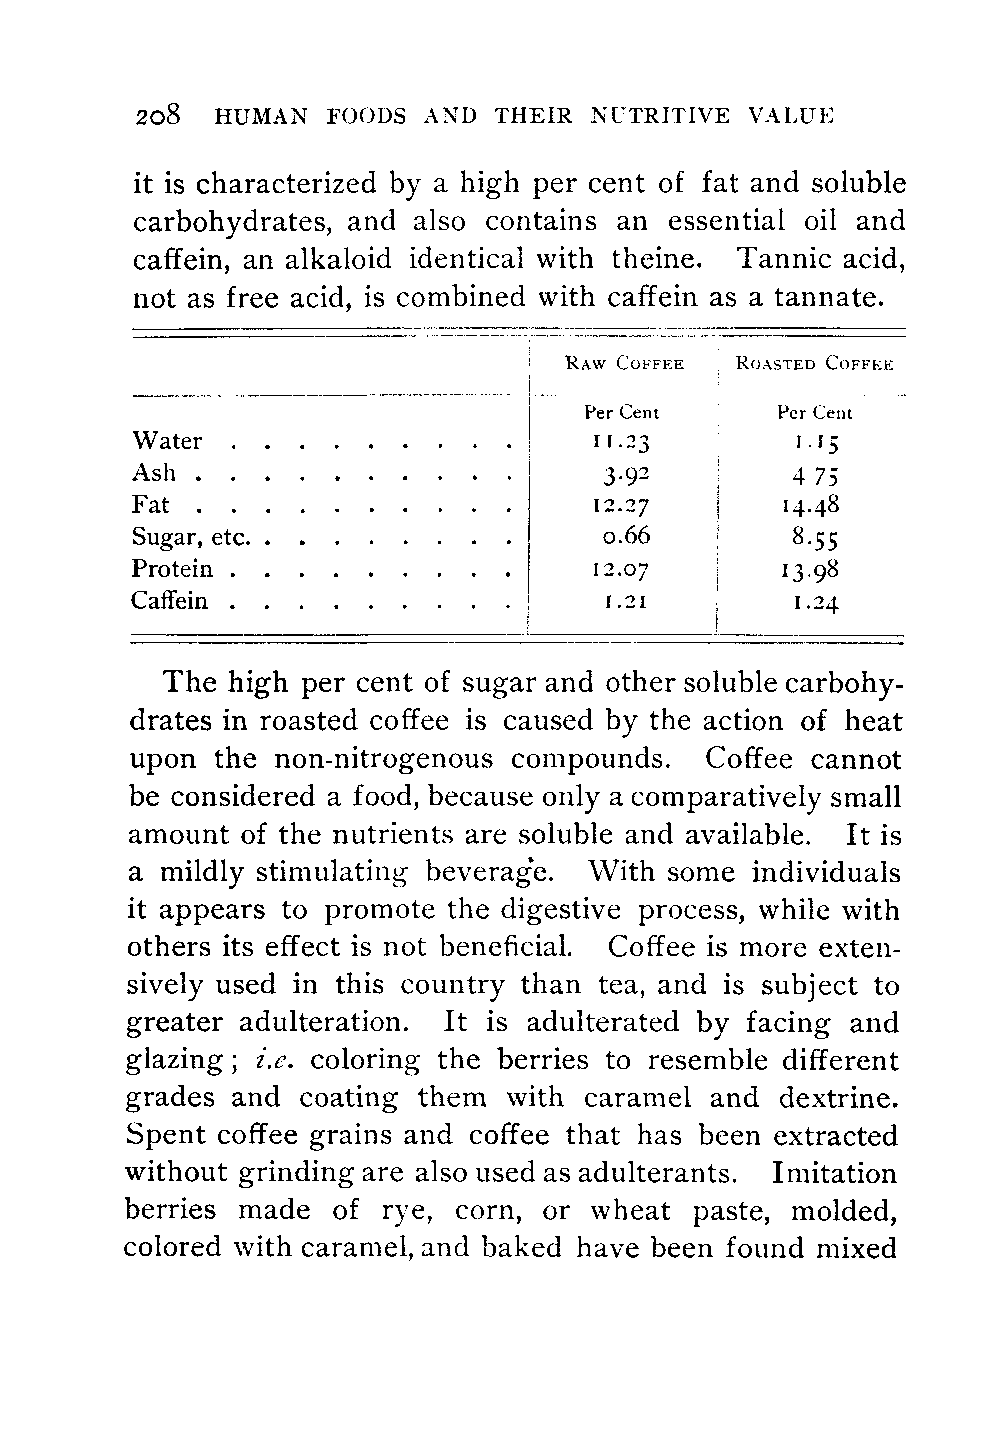 208 HUMAN FOODS AND THEIR NUTRITIVE VALUE
it is characterized by a high per cent of fat and soluble
carbohydrates, and also contains an essential oil and
caffein, an alkaloid identical with theine. Tannic acid,
not as free acid, is combined with caffein as a tannate.
RAW COFFEE ROASTED COFFEE
Per Cent Per Cent
Water . . . . . . . . . 11.23 1.15
Ash . . . . . . . . . . 3.92 4 75
Fat . . . . . . . . . . 12.27 14.48
Sugar, etc. . . . . . . . . 0.66 8.55
Protein . . . . . . . . . 12.07 13.98
Caffein . . . . . . . . . 1.21 1.24
The high per cent of sugar and other soluble carbohy-
drates in roasted coffee is caused by the action of heat
upon the non-nitrogenous compounds. Coffee cannot
be considered a food, because only a comparatively small
amount of the nutrients are soluble and available. It is
a mildly stimulating beverage. With some individuals
it appears to promote the digestive process, while with
others its effect is not beneficial. Coffee is more exten-
sively used in this country than tea, and is subject to
greater adulteration. It is adulterated by facing and
glazing; i.e. coloring the berries to resemble different
grades and coating them with caramel and dextrine.
Spent coffee grains and coffee that has been extracted
without grinding are also used as adulterants. Imitation
berries made of rye, corn, or wheat paste, molded,
colored with caramel, and baked have been found mixed